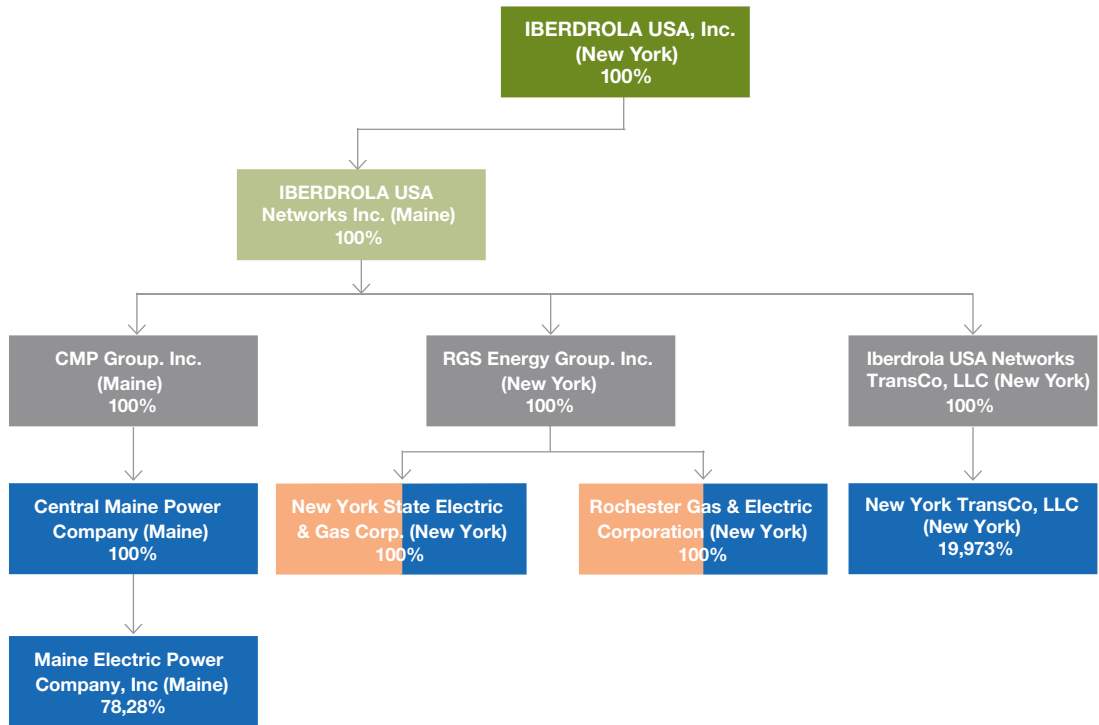 IBERDROLA USA, Inc.
(New York)
100%
IBERDROLA USA
Networks Inc. (Maine)
100%
CMP Group. Inc.
(Maine)
100%
RGS Energy Group. Inc.
(New York)
100%
Iberdrola USA Networks
TransCo, LLC (New York)
100%
Central Maine Power
Company (Maine)
100%
New York State Electric
& Gas Corp. (New York)
100%
Rochester Gas & Electric
Corporation (New York)
100%
New York TransCo, LLC
(New York)
19,973%
Maine Electric Power
Company, Inc (Maine)
78,28%